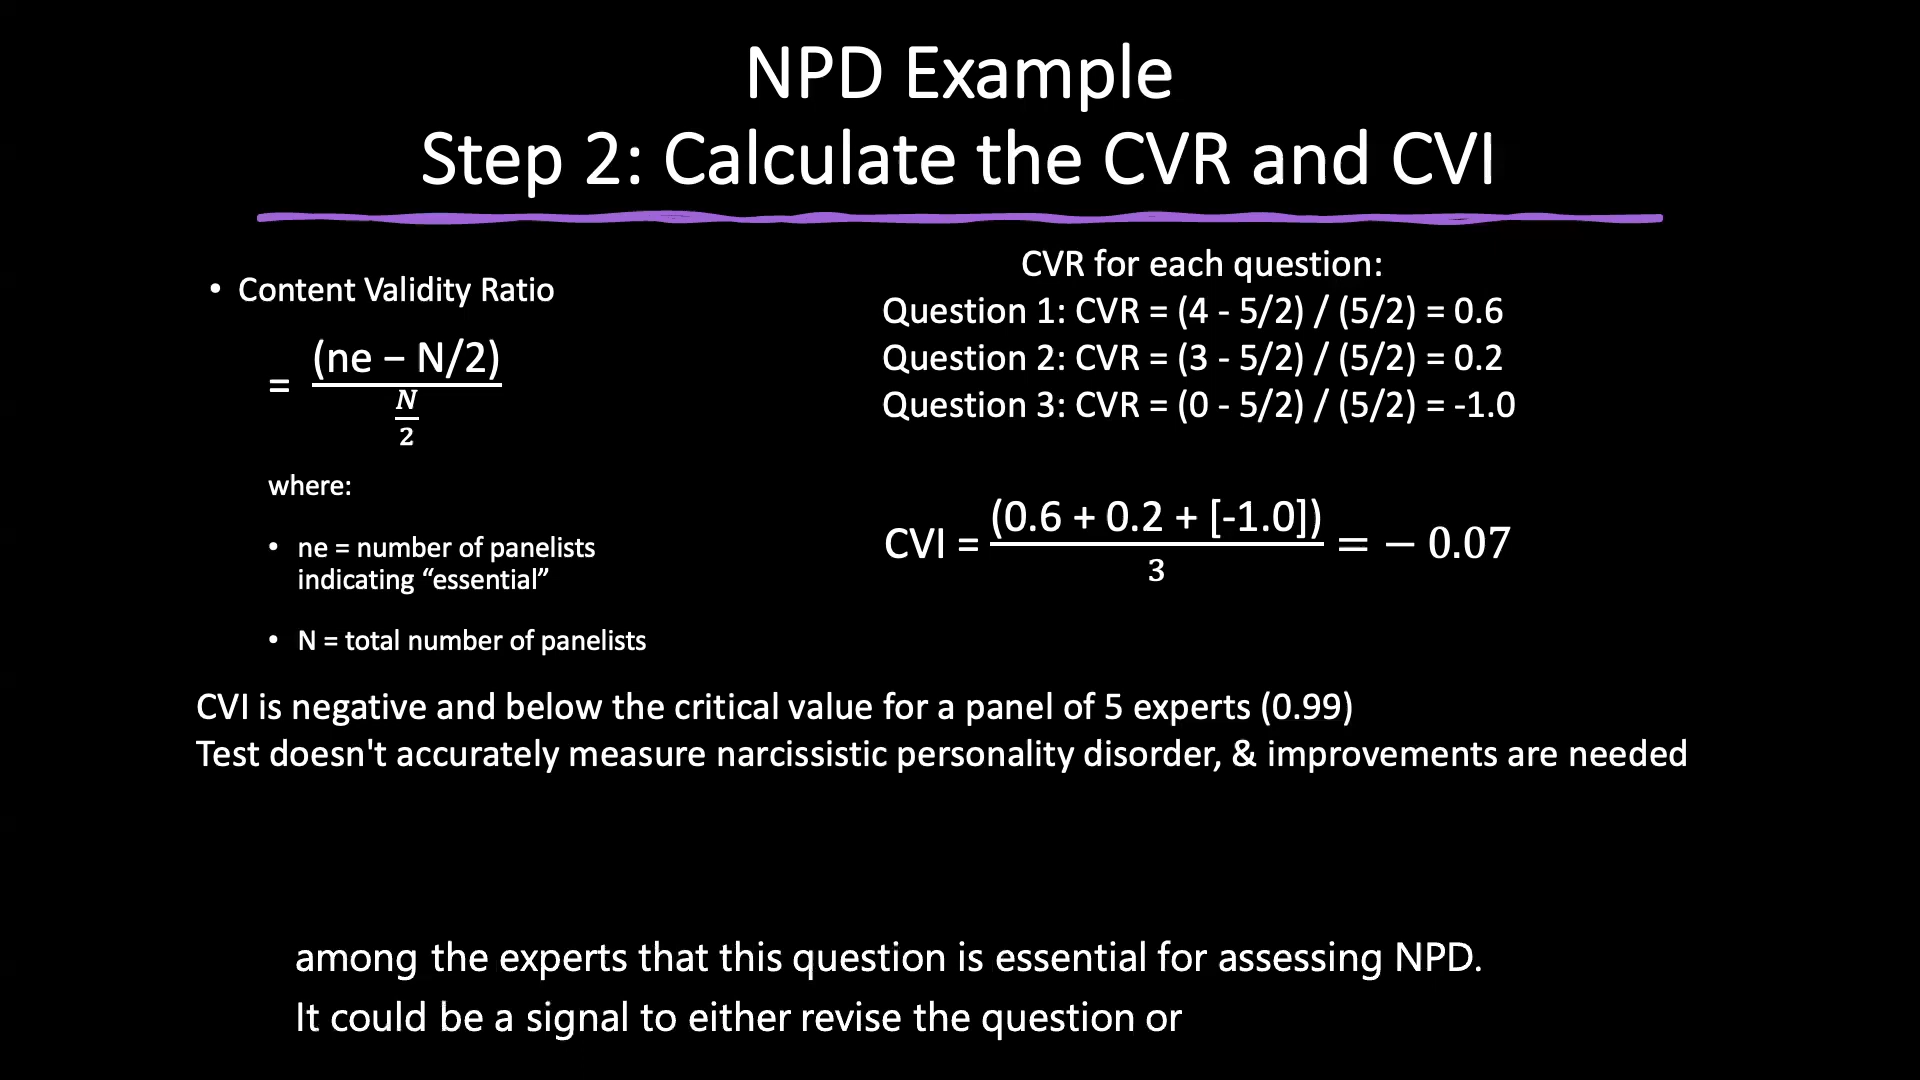 NPD Example
Step 2: Calculate the CVR and CVI
• Content Validity Ratio
= (ne – N/2)
N
2
where:
• ne = number of panelists
indicating “essential”
• N = total number of panelists
CVR for each question:
Question 1: CVR = (4 - 5/2) / (5/2) = 0.6
Question 2: CVR = (3 - 5/2) / (5/2) = 0.2
Question 3: CVR = (0 - 5/2) / (5/2) = -1.0
(0.6 + 0.2 + [-1.0])
CVI = = − 0.07
3
CVI is negative and below the critical value for a panel of 5 experts (0.99)
Test doesn't accurately measure narcissistic personality disorder, & improvements are needed
among the experts that this question is essential for assessing NPD.
It could be a signal to either revise the question or